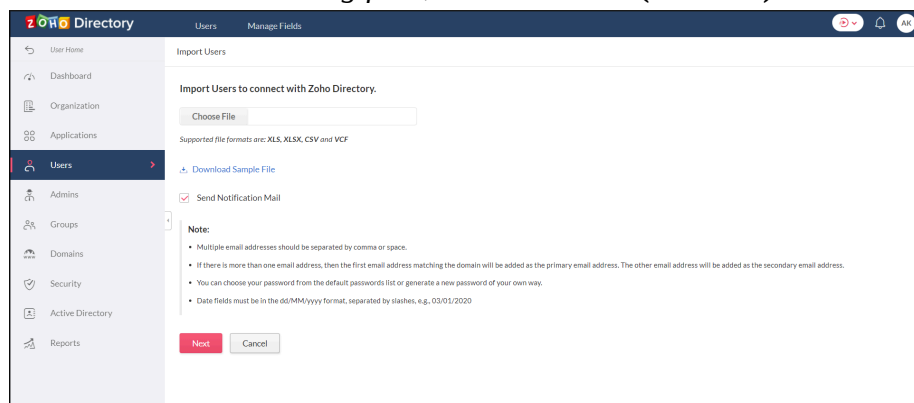 ZOHO Directory
Users
Manage Fields
AK
User Home
Import Users
Dashboard
Organization
Applications
Users
Admins
Groups
Domains
Security
Active Directory
Reports
Import Users to connect with Zoho Directory.
Choose File
Supported file formats are: XLS, XLSX, CSV and VCF
Download Sample File
Send Notification Mail
Note:
• Multiple email addresses should be separated by comma or space.
• If there is more than one email address, then the first email address matching the domain will be added as the primary email address. The other email address will be added as the secondary email address.
• You can choose your password from the default passwords list or generate a new password of your own way.
• Date fields must be in the dd/MM/yyyy format, separated by slashes, e.g., 03/01/2020
Next
Cancel